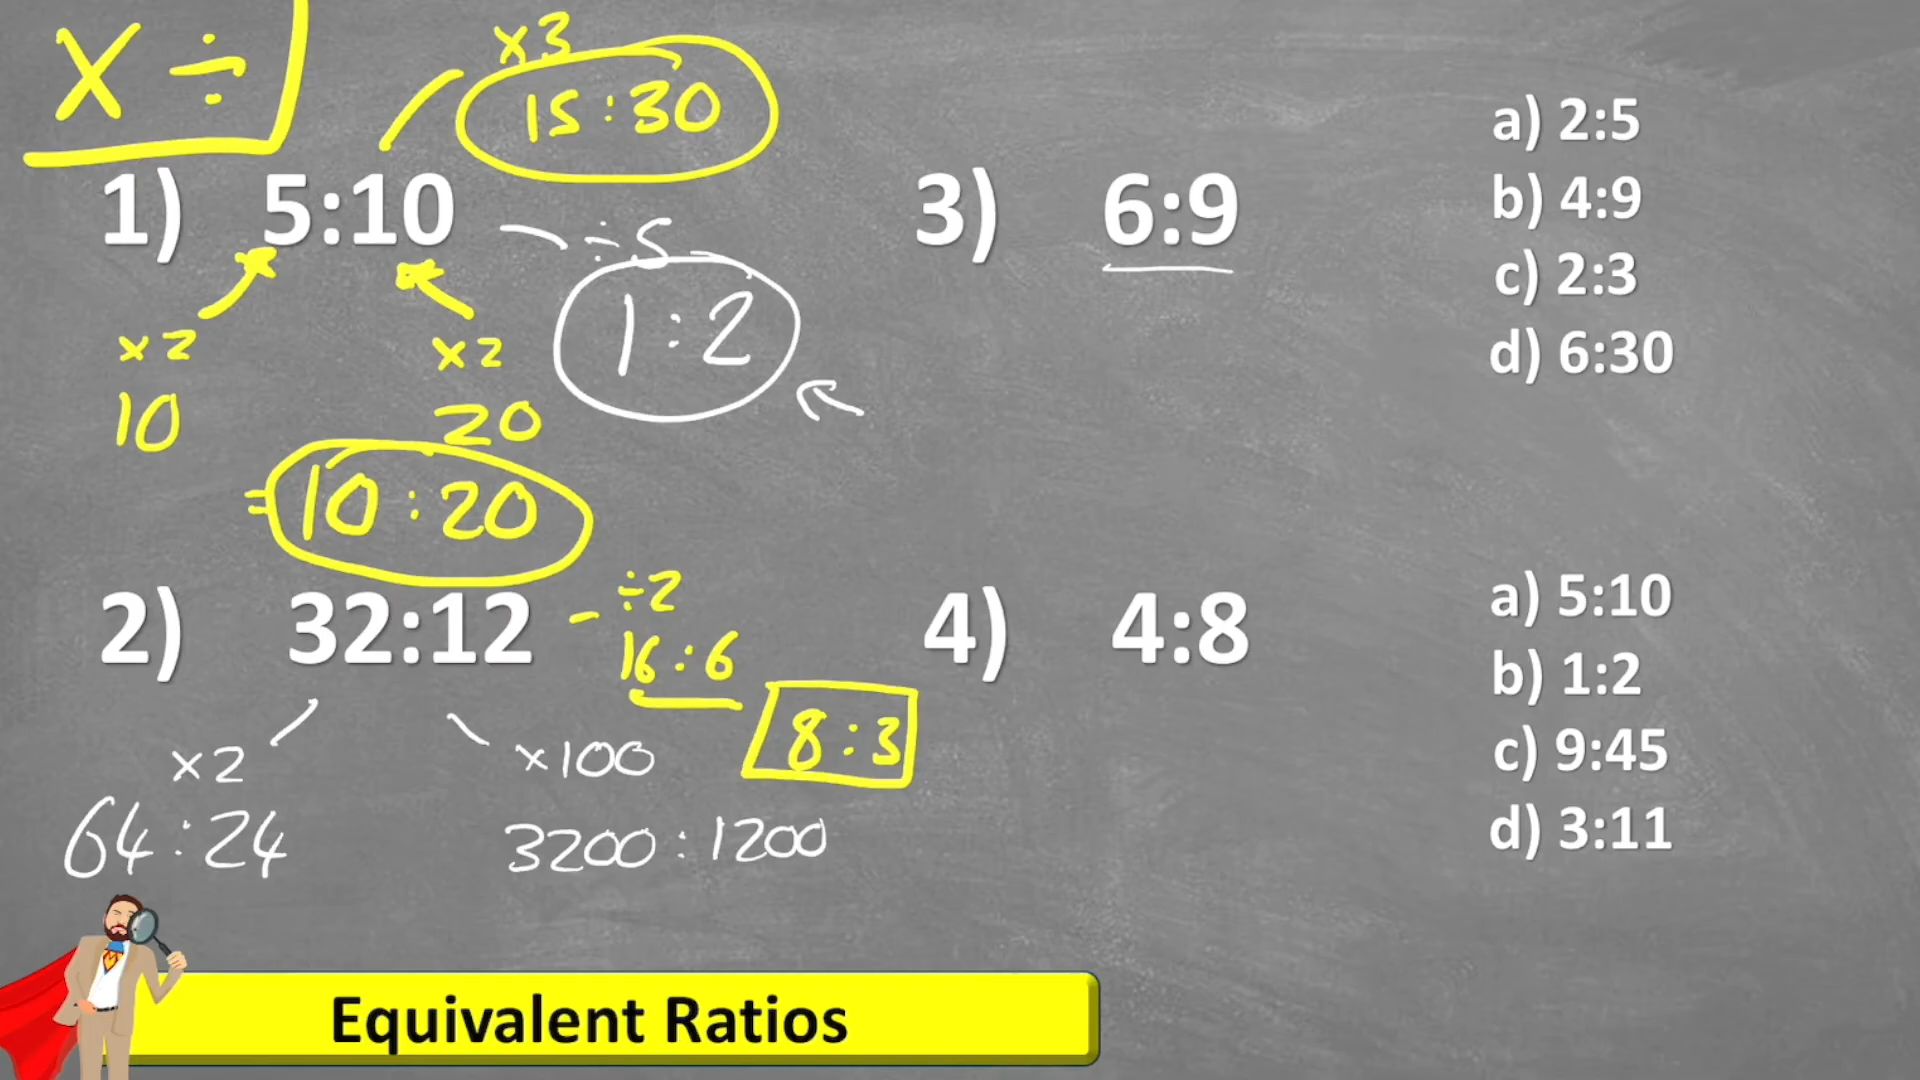 x ÷
x3
15:30
1) 5:10
÷5
1:2
x2
x2
10
20
=10:20
2) 32:12
÷2
16:6
8:3
x2
x100
64:24
3200:1200
3) 6:9
a) 2:5
b) 4:9
c) 2:3
d) 6:30
4) 4:8
a) 5:10
b) 1:2
c) 9:45
d) 3:11
Equivalent Ratios